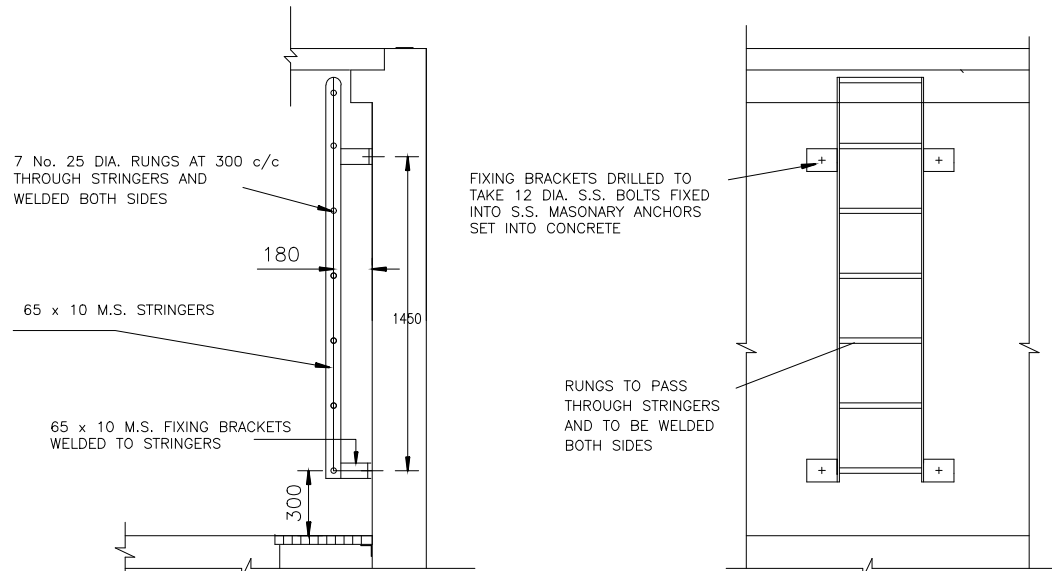 7 No. 25 DIA. RUNGS AT 300 c/c
THROUGH STRINGERS AND
WELDED BOTH SIDES
180
1450
65 x 10 M.S. STRINGERS
65 x 10 M.S. FIXING BRACKETS
WELDED TO STRINGERS
300
FIXING BRACKETS DRILLED TO
TAKE 12 DIA. S.S. BOLTS FIXED
INTO S.S. MASONARY ANCHORS
SET INTO CONCRETE
RUNGS TO PASS
THROUGH STRINGERS
AND TO BE WELDED
BOTH SIDES